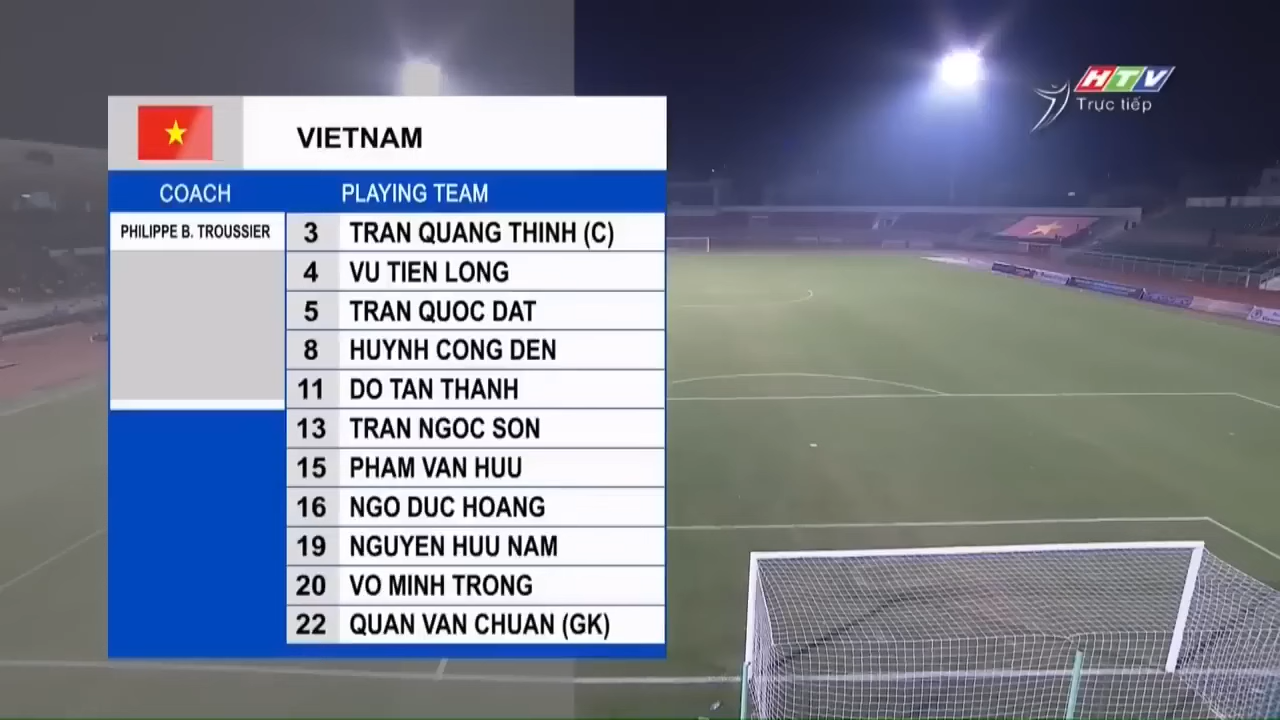 HTV
Trực tiếp
VIETNAM
COACH PLAYING TEAM
PHILIPPE B. TROUSSIER
3 TRAN QUANG THINH (C)
4 VU TIEN LONG
5 TRAN QUOC DAT
8 HUYNH CONG DEN
11 DO TAN THANH
13 TRAN NGOC SON
15 PHAM VAN HUU
16 NGO DUC HOANG
19 NGUYEN HUU NAM
20 VO MINH TRONG
22 QUAN VAN CHUAN (GK)